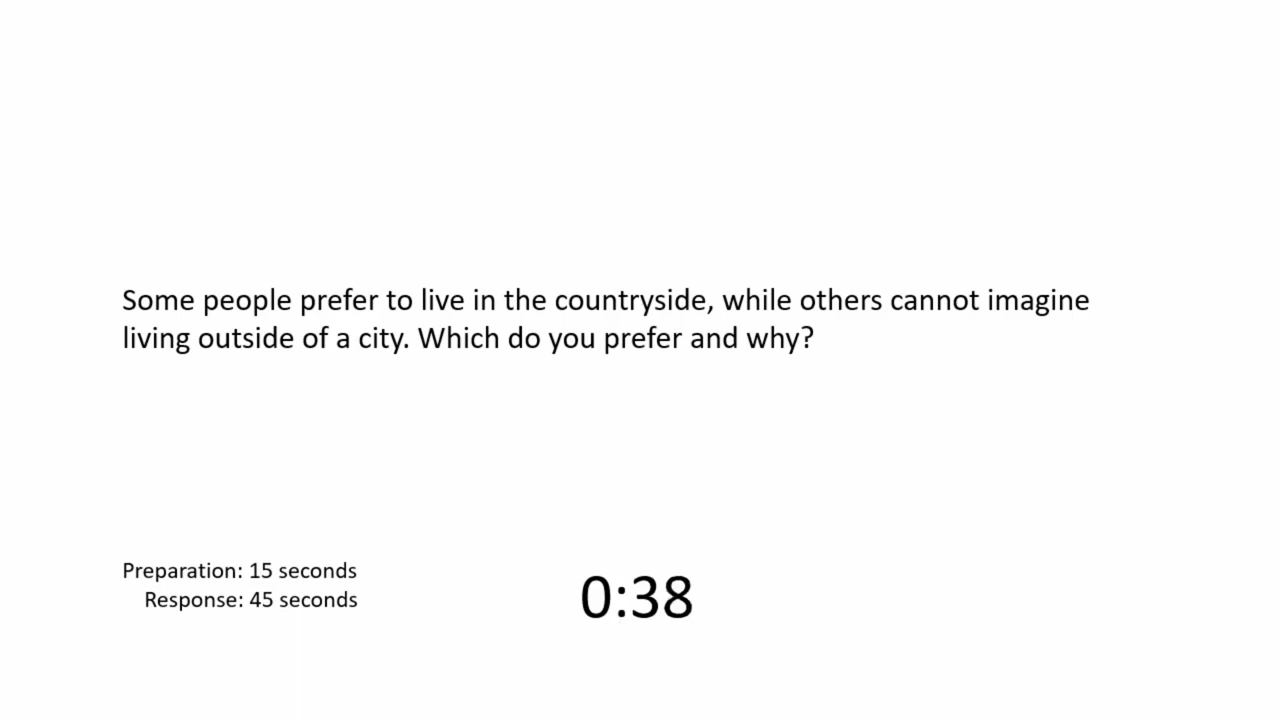 Some people prefer to live in the countryside, while others cannot imagine
living outside of a city. Which do you prefer and why?
Preparation: 15 seconds
Response: 45 seconds
0:38